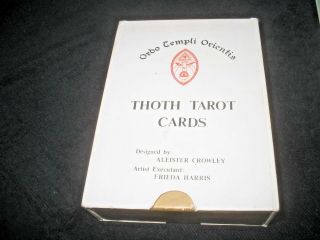 Ordo Templi Orientis
THOTH TAROT
CARDS
Designed by:
ALEISTER CROWLEY
Artist Executant:
FRIEDA HARRIS